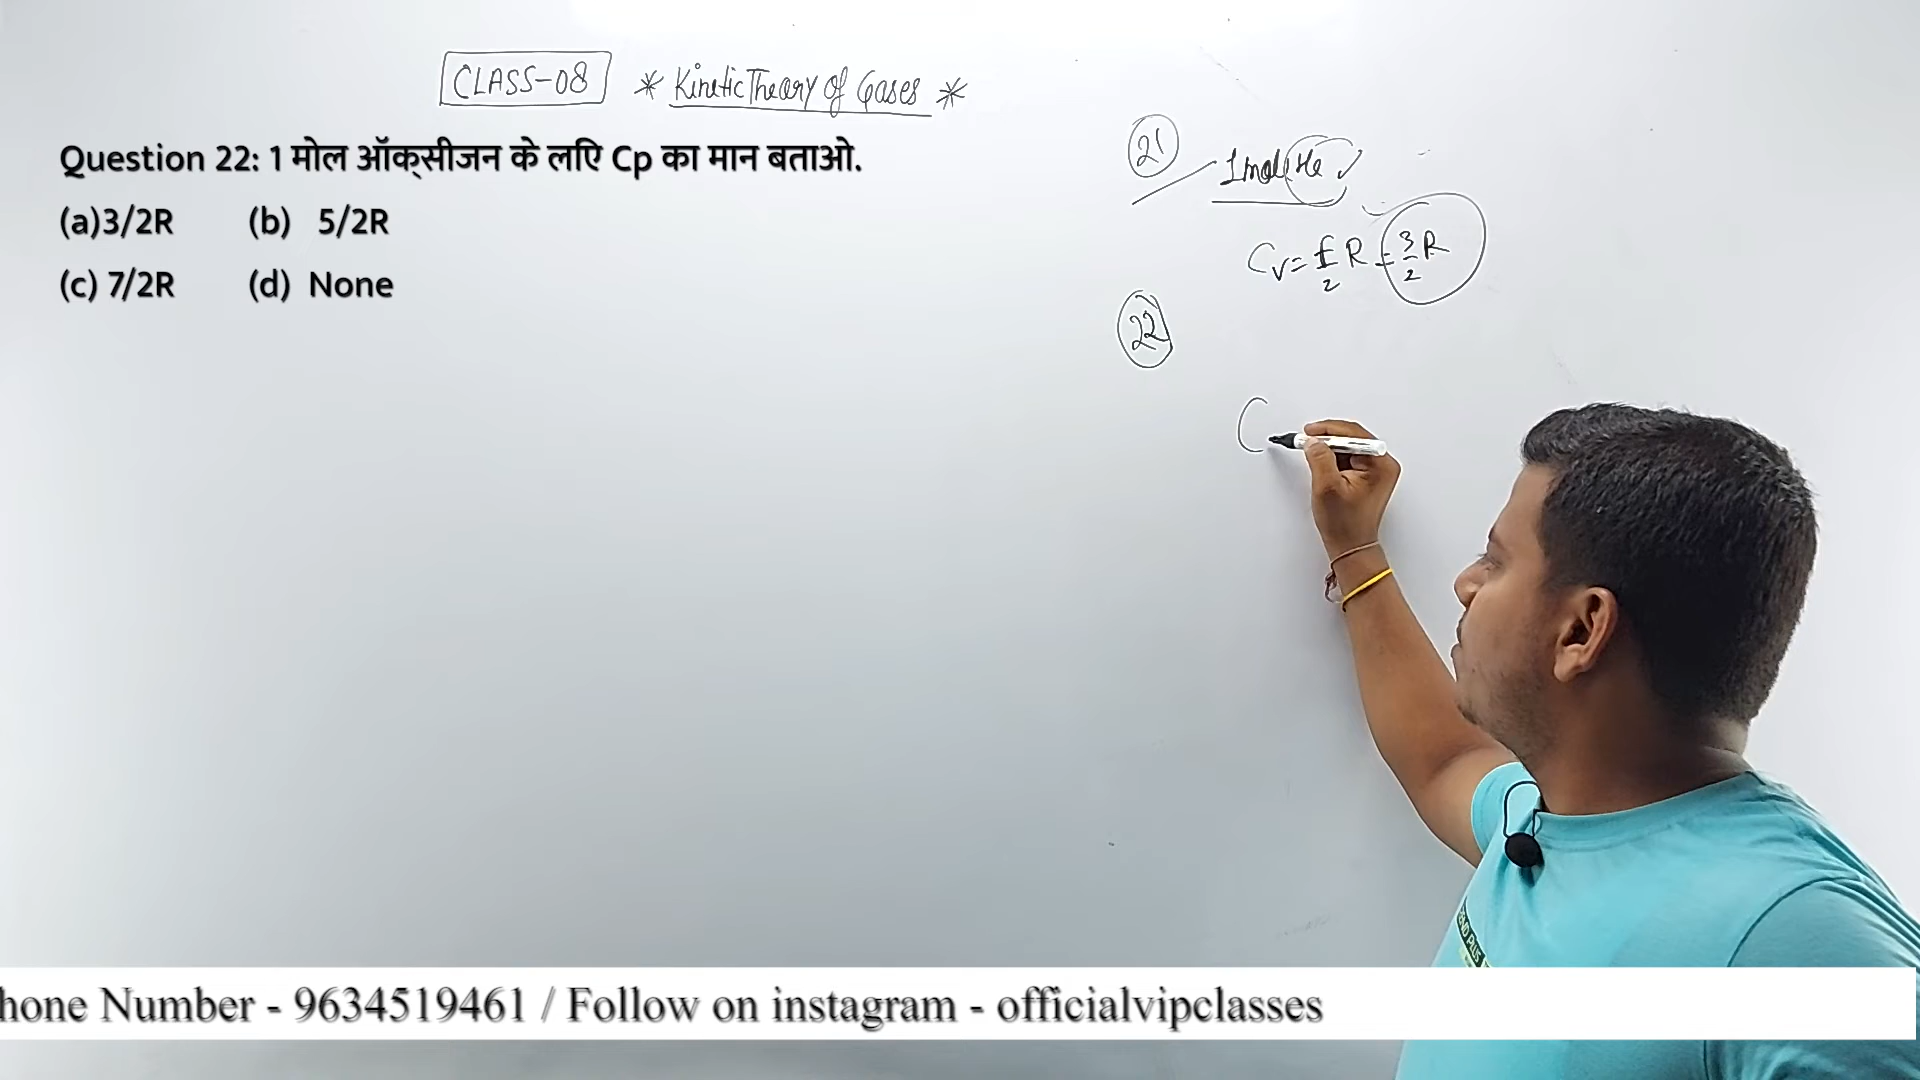 CLASS-08 * Kinetic Theory of Gases *
Question 22: 1 मोल ऑक्सीजन के लिए Cp का मान बताओ.
(a)3/2R (b) 5/2R
(c) 7/2R (d) None
21 1 mol He
Cv = f/2 R = 3/2 R
22
C
hone Number - 9634519461 / Follow on instagram - officialvipclasses